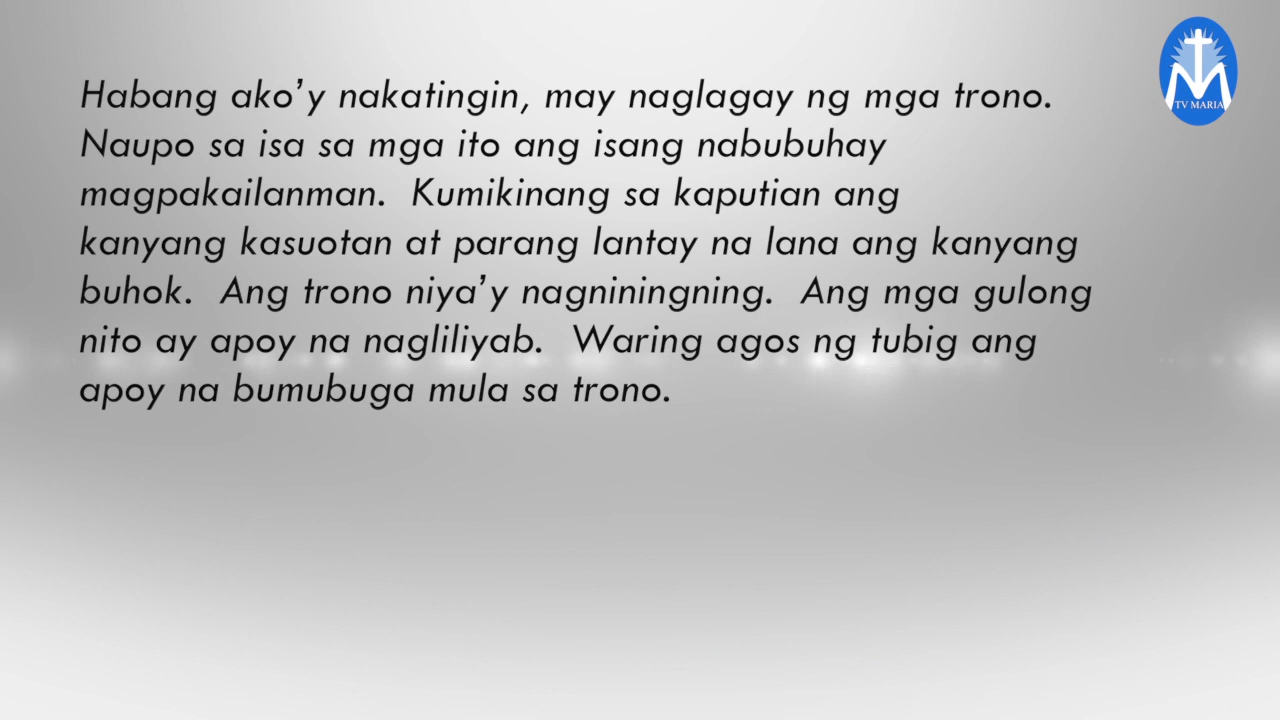 Habang ako’y nakatingin, may naglagay ng mga trono.
Naupo sa isa sa mga ito ang isang nabubuhay
magpakailanman. Kumikinang sa kaputian ang
kanyang kasuotan at parang lantay na lana ang kanyang
buhok. Ang trono niya’y nagniningning. Ang mga gulong
nito ay apoy na nagliliyab. Waring agos ng tubig ang
apoy na bumubuga mula sa trono.
TV MARIA